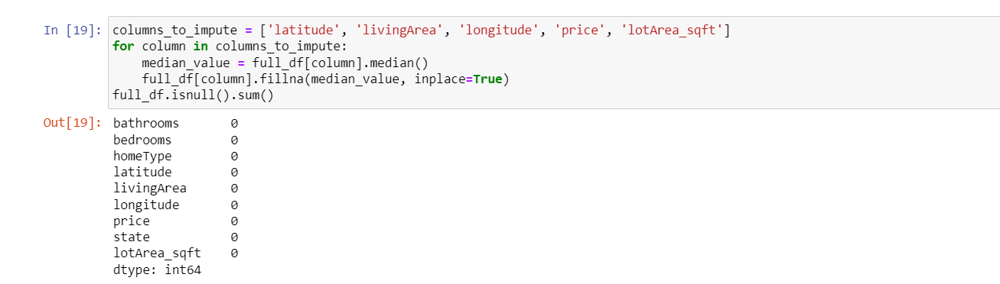 In [19]: columns_to_impute = ['latitude', 'livingArea', 'longitude', 'price', 'lotArea_sqft']
for column in columns_to_impute:
    median_value = full_df[column].median()
    full_df[column].fillna(median_value, inplace=True)
full_df.isnull().sum()
Out[19]: bathrooms       0
bedrooms        0
homeType        0
latitude        0
livingArea      0
longitude       0
price           0
state           0
lotArea_sqft    0
dtype: int64